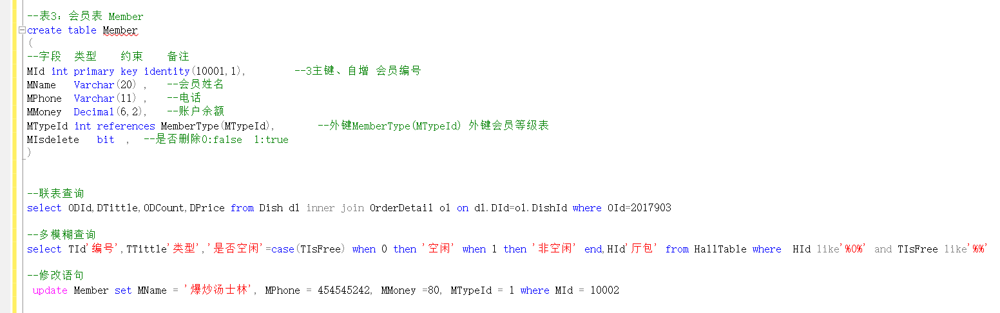 --表3：会员表 Member
create table Member
(
--字段 类型 约束 备注
MId int primary key identity(10001,1), --3主键、自增 会员编号
MName Varchar(20) , --会员姓名
MPhone Varchar(11) , --电话
MMoney Decimal(6,2), --账户余额
MTypeId int references MemberType(MTypeId), --外键MemberType(MTypeId) 外键会员等级表
MIsdelete bit , --是否删除0:false 1:true
)
--联表查询
select ODId,DTittle,ODCount,DPrice from Dish d1 inner join OrderDetail o1 on d1.DId=o1.DishId where OId=2017903
--多模糊查询
select TId'编号',TTittle'类型','是否空闲'=case(TIsFree) when 0 then '空闲' when 1 then '非空闲' end,HId'厅包' from HallTable where HId like'%0%' and TIsFree like'%%'
--修改语句
update Member set MName = '爆炒汤士林', MPhone = 454545242, MMoney =80, MTypeId = 1 where MId = 10002